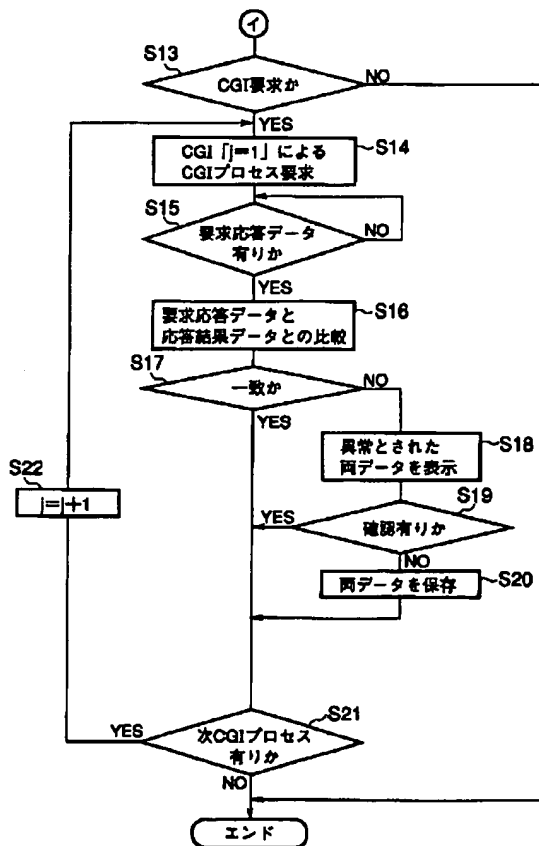 イ
S13
CGI要求か
NO
YES
CGI「j=1」による
CGIプロセス要求
S14
S15
要求応答データ
有りか
NO
YES
要求応答データと
応答結果データとの比較
S16
S17
一致か
NO
YES
異常とされた
両データを表示
S18
S22
j=j+1
S19
確認有りか
YES
NO
両データを保存
S20
S21
次CGIプロセス
有りか
YES
NO
エンド